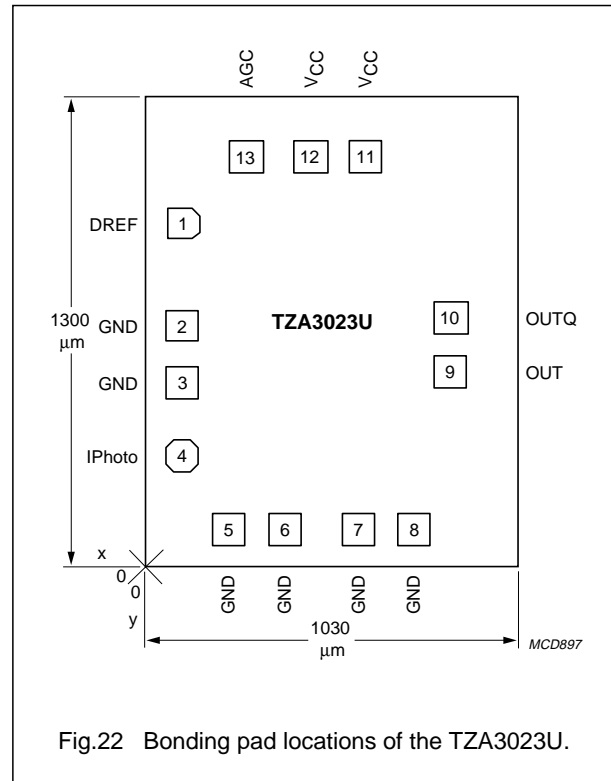 AGC
VCC
VCC
13
12
11
DREF
1
1300
μm
GND
2
TZA3023U
10
OUTQ
GND
3
9
OUT
IPhoto
4
5
6
7
8
x
0
0
y
GND
GND
GND
GND
1030
μm
MCD897
Fig.22 Bonding pad locations of the TZA3023U.